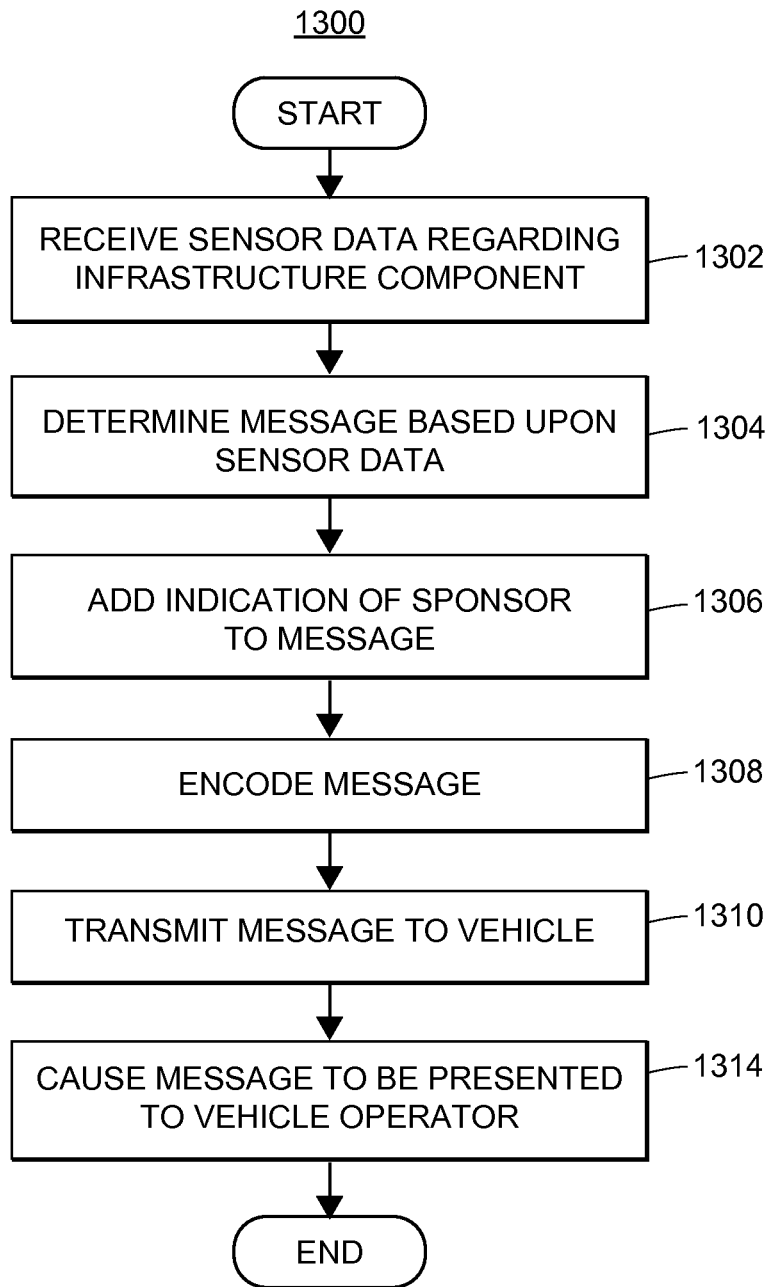 1300
START
RECEIVE SENSOR DATA REGARDING
INFRASTRUCTURE COMPONENT
1302
DETERMINE MESSAGE BASED UPON
SENSOR DATA
1304
ADD INDICATION OF SPONSOR
TO MESSAGE
1306
ENCODE MESSAGE
1308
TRANSMIT MESSAGE TO VEHICLE
1310
CAUSE MESSAGE TO BE PRESENTED
TO VEHICLE OPERATOR
1314
END